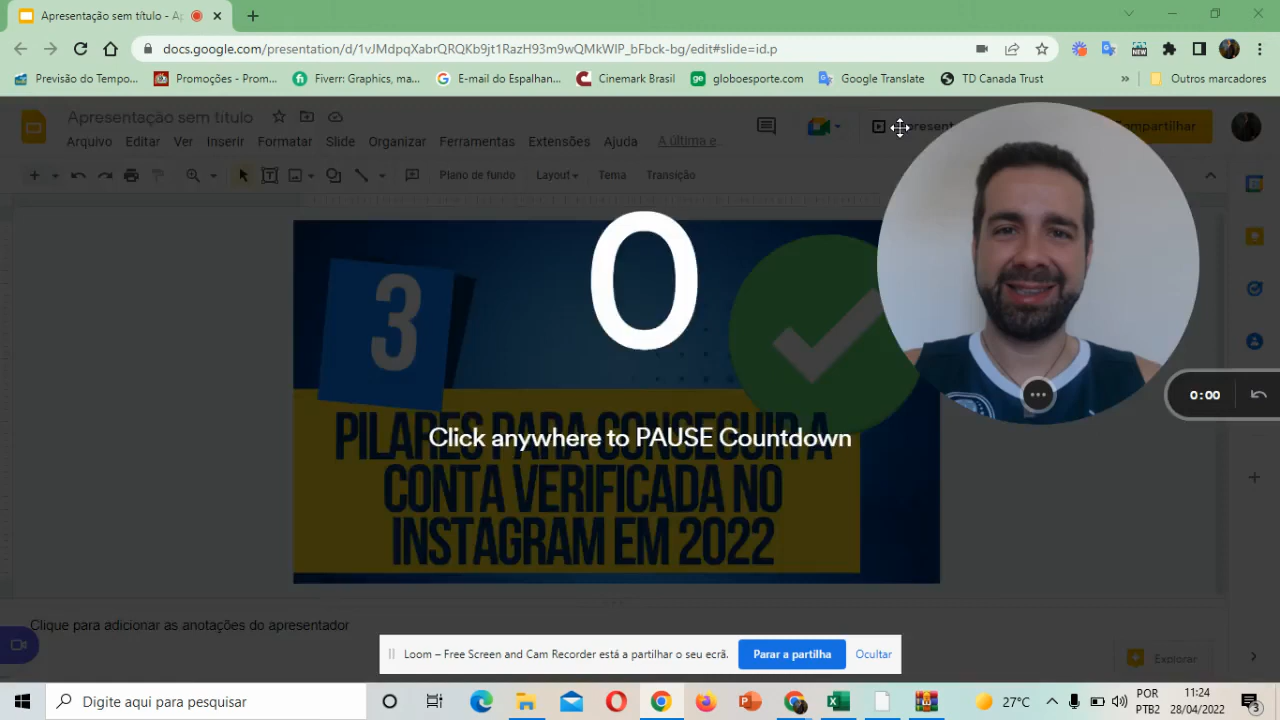 Apresentação sem título - A
docs.google.com/presentation/d/1vJMdpqXabrQRQKb9jt1RazH93m9wQMkWlP_bFbck-bg/edit#slide=id.p
Previsão do Tempo...
Promoções - Prom...
Fiverr: Graphics, ma...
E-mail do Espalhan...
Cinemark Brasil
globoesporte.com
Google Translate
TD Canada Trust
»
Outros marcadores
Apresentação sem título
Compartilhar
Arquivo Editar Ver Inserir Formatar Slide Organizar Ferramentas Extensões Ajuda A última e...
Plano de fundo Layout Tema Transição
0
3
0:00
Click anywhere to PAUSE Countdown
PILARES PARA CONSEGUIR A
CONTA VERIFICADA NO
INSTAGRAM EM 2022
Clique para adicionar as anotações do apresentador
Loom – Free Screen and Cam Recorder está a partilhar o seu ecrã.
Parar a partilha
Ocultar
Explorar
Digite aqui para pesquisar
27°C
POR
PTB2
11:24
28/04/2022
3